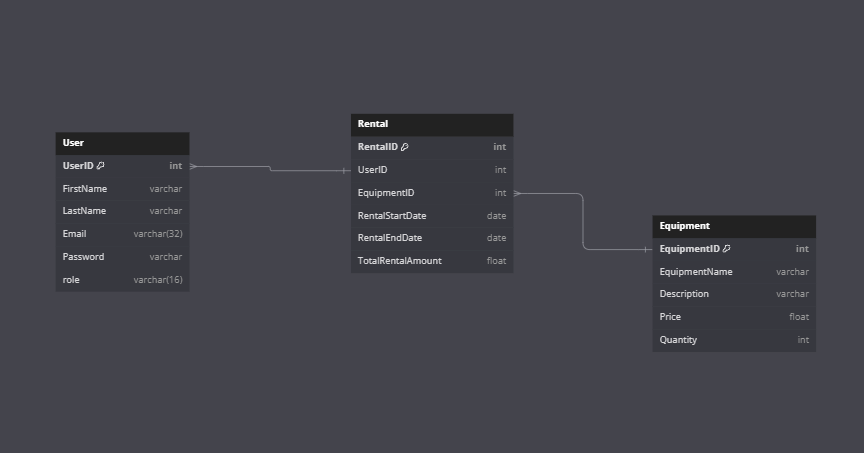 User
UserID int
FirstName varchar
LastName varchar
Email varchar(32)
Password varchar
role varchar(16)
Rental
RentalID int
UserID int
EquipmentID int
RentalStartDate date
RentalEndDate date
TotalRentalAmount float
Equipment
EquipmentID int
EquipmentName varchar
Description varchar
Price float
Quantity int